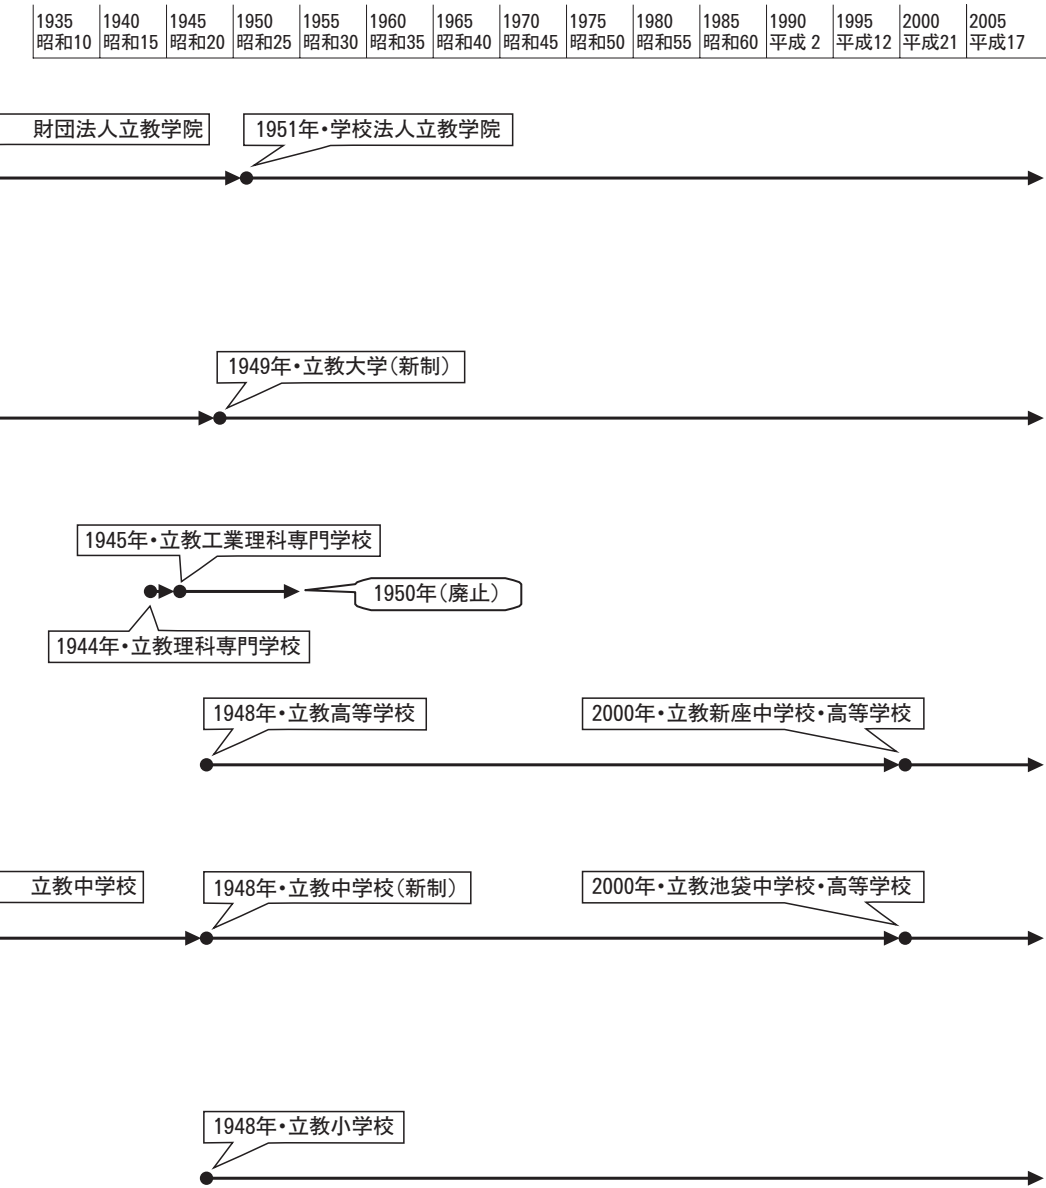 1935 1940 1945 1950 1955 1960 1965 1970 1975 1980 1985 1990 1995 2000 2005
昭和10 昭和15 昭和20 昭和25 昭和30 昭和35 昭和40 昭和45 昭和50 昭和55 昭和60 平成 2 平成12 平成21 平成17
財団法人立教学院 1951年・学校法人立教学院
1949年・立教大学(新制)
1945年・立教工業理科専門学校
1950年(廃止)
1944年・立教理科専門学校
1948年・立教高等学校 2000年・立教新座中学校・高等学校
立教中学校 1948年・立教中学校(新制) 2000年・立教池袋中学校・高等学校
1948年・立教小学校